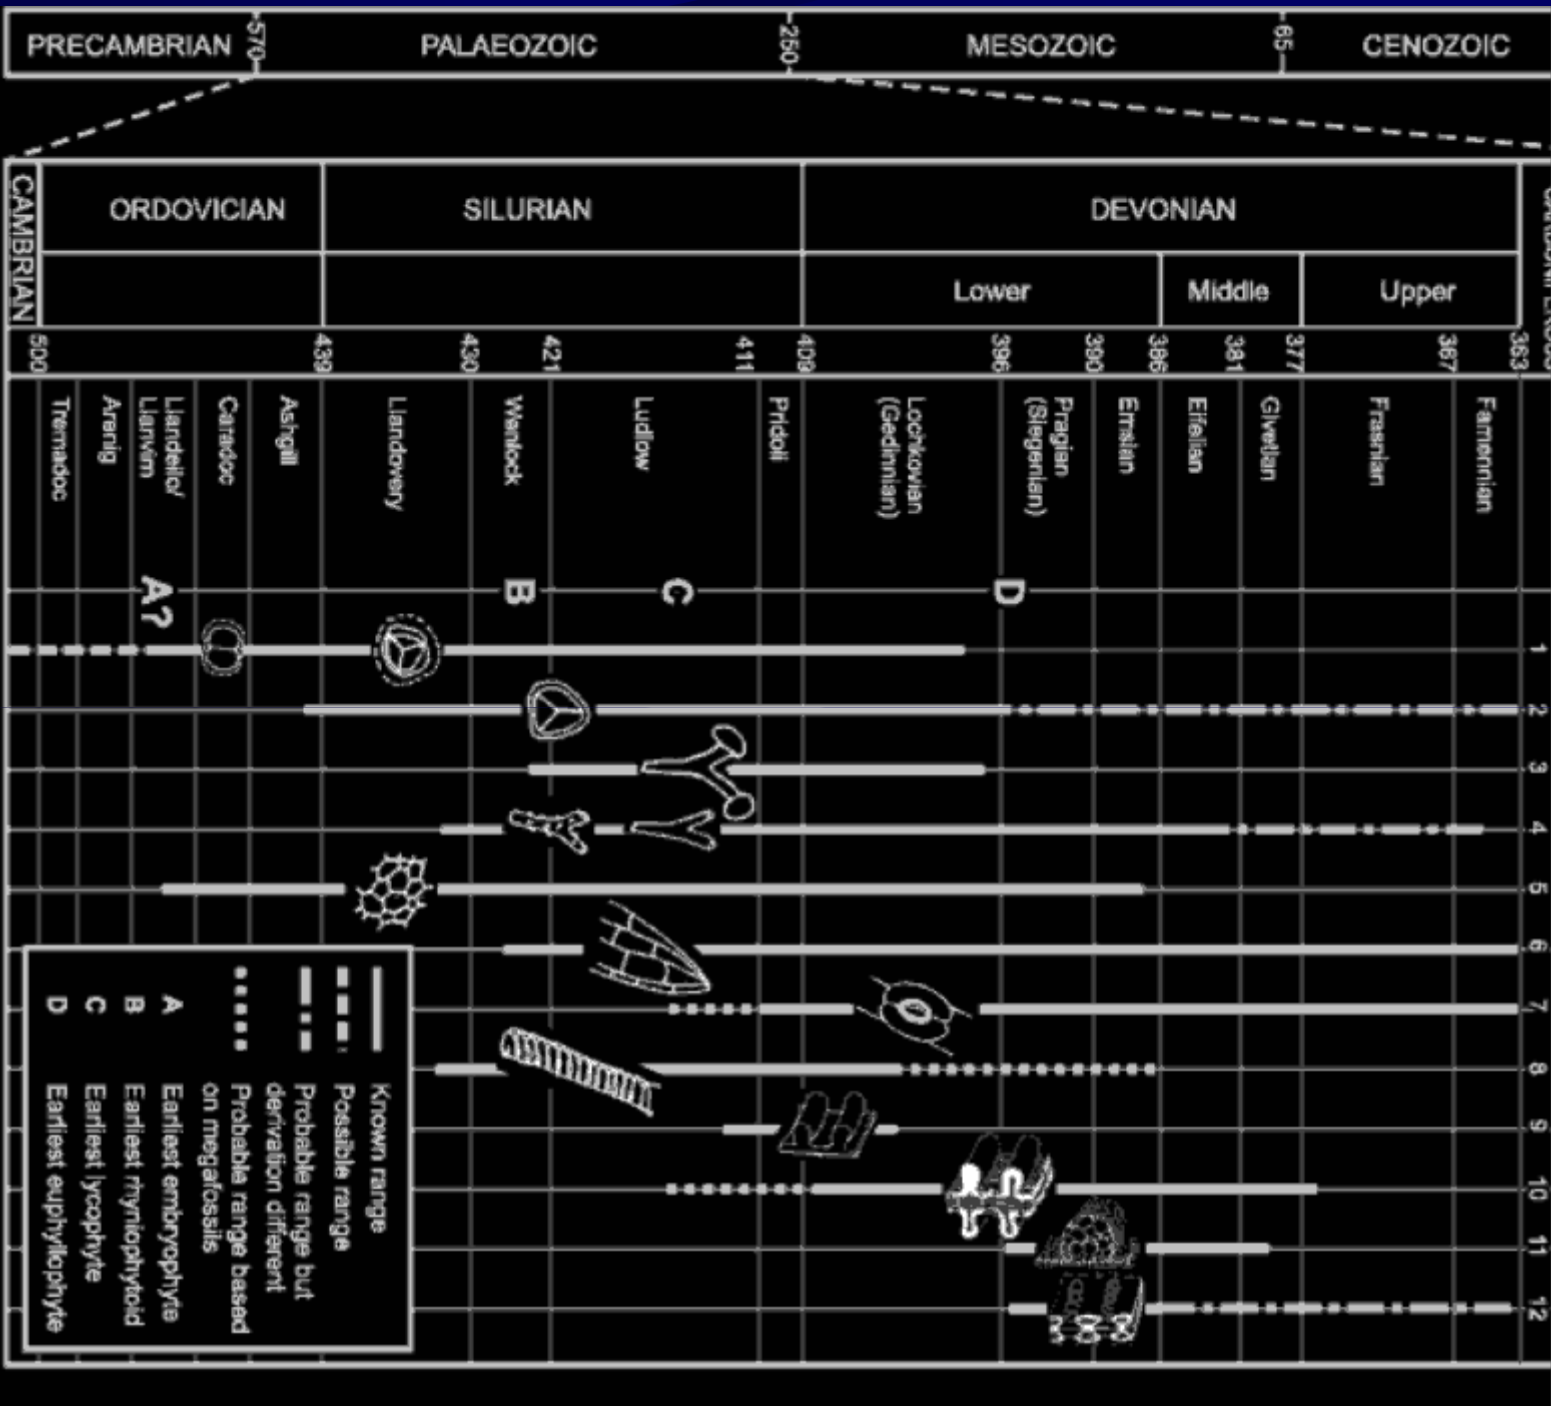 PRECAMBRIAN
-570-
PALAEOZOIC
-250-
MESOZOIC
-65-
CENOZOIC
CAMBRIAN
ORDOVICIAN
SILURIAN
DEVONIAN
Lower
Middle
Upper
500
439
430
421
411
409
396
390
386
381
377
367
363
Tremadoc
Arenig
Llandeilo/
Llanvirn
Caradoc
Ashgill
Llandovery
Wenlock
Ludlow
Pridoli
Lochkovian
(Gedinnian)
Pragian
(Siegenian)
Emsian
Eifelian
Givetian
Frasnian
Famennian
A?
B
C
D
1
2
3
4
5
6
7
8
9
10
11
12
Known range
Possible range
Probable range but
derivation different
Probable range based
on megafossils
A Earliest embryophyte
B Earliest rhyniophytoid
C Earliest lycophyte
D Earliest euphyllophyte